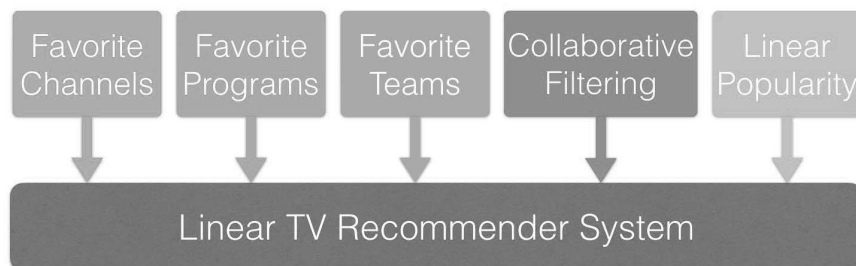 Favorite
Channels
Favorite
Programs
Favorite
Teams
Collaborative
Filtering
Linear
Popularity
Linear TV Recommender System